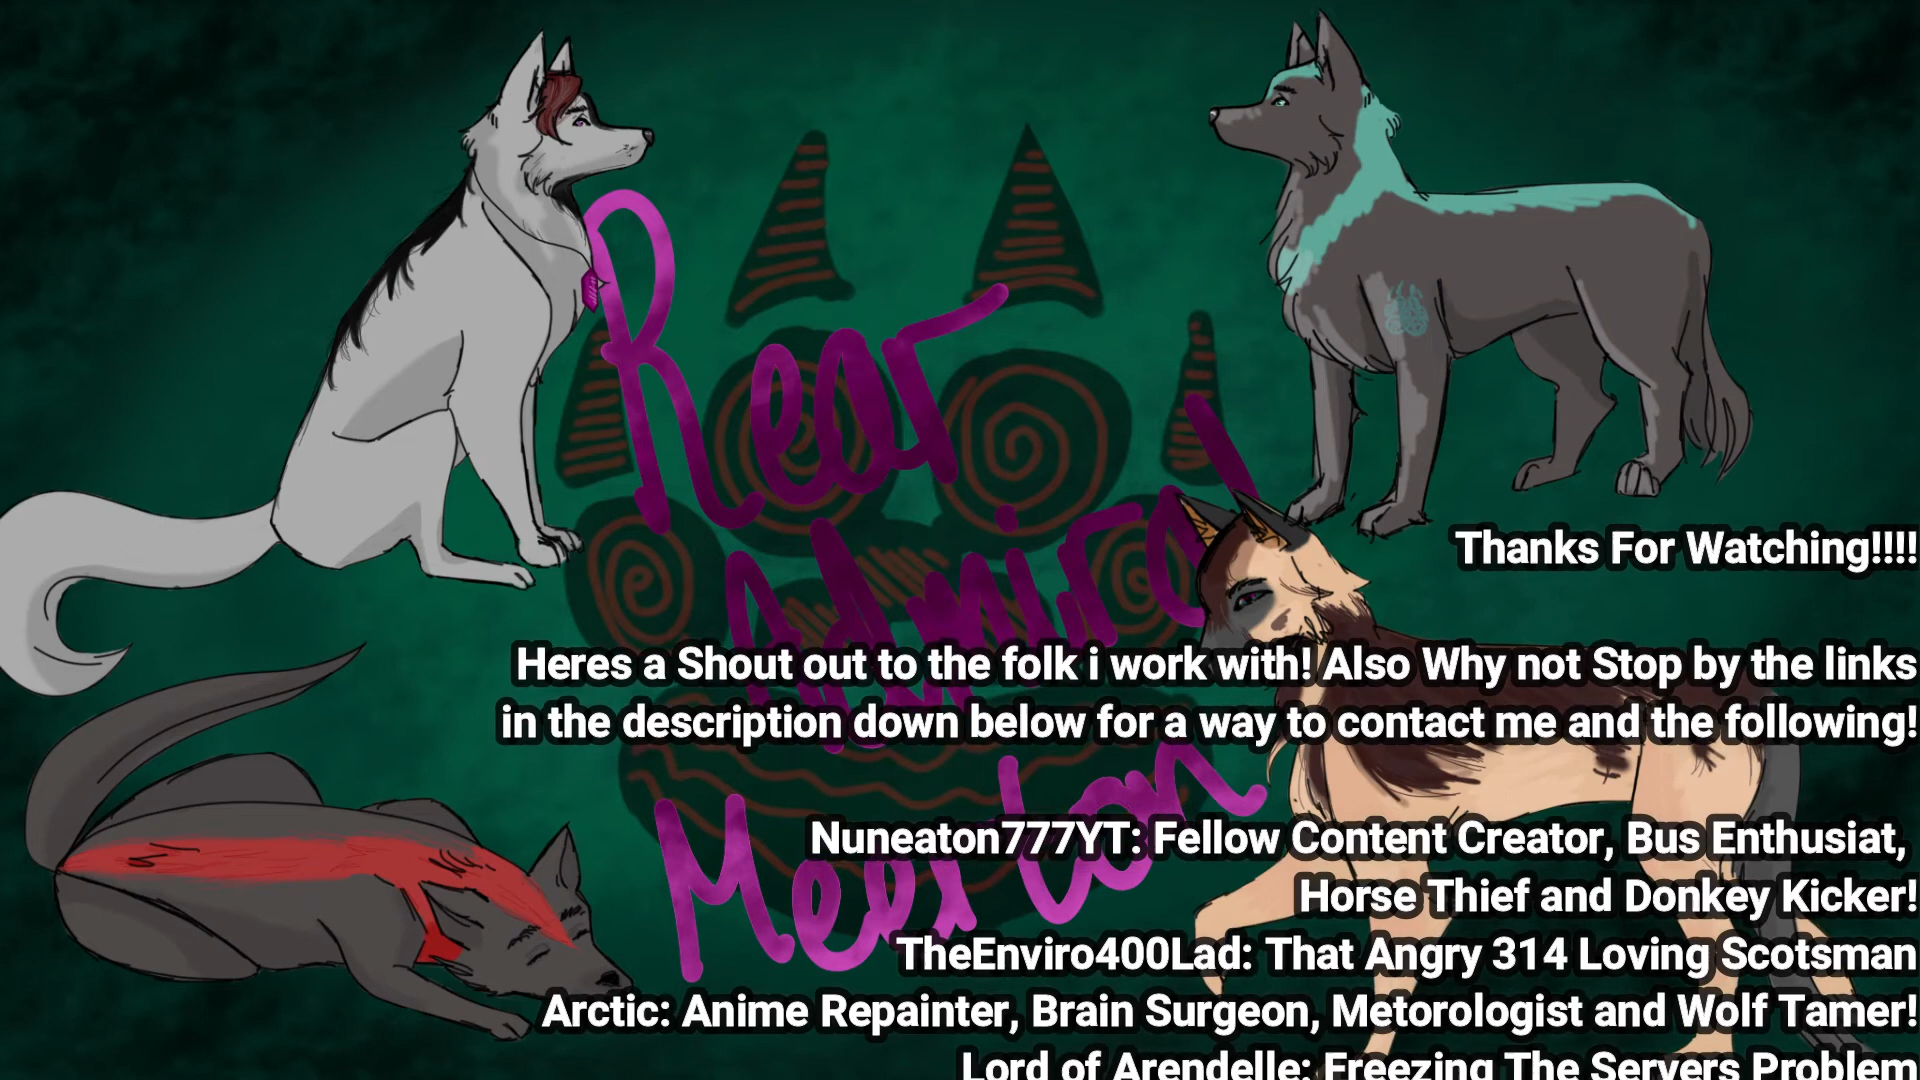 Rear
Admiral
Meerton
Thanks For Watching!!!!
Heres a Shout out to the folk i work with! Also Why not Stop by the links
in the description down below for a way to contact me and the following!
Nuneaton777YT: Fellow Content Creator, Bus Enthusiat,
Horse Thief and Donkey Kicker!
TheEnviro400Lad: That Angry 314 Loving Scotsman
Arctic: Anime Repainter, Brain Surgeon, Metorologist and Wolf Tamer!
Lord of Arendelle: Freezing The Servers Problem